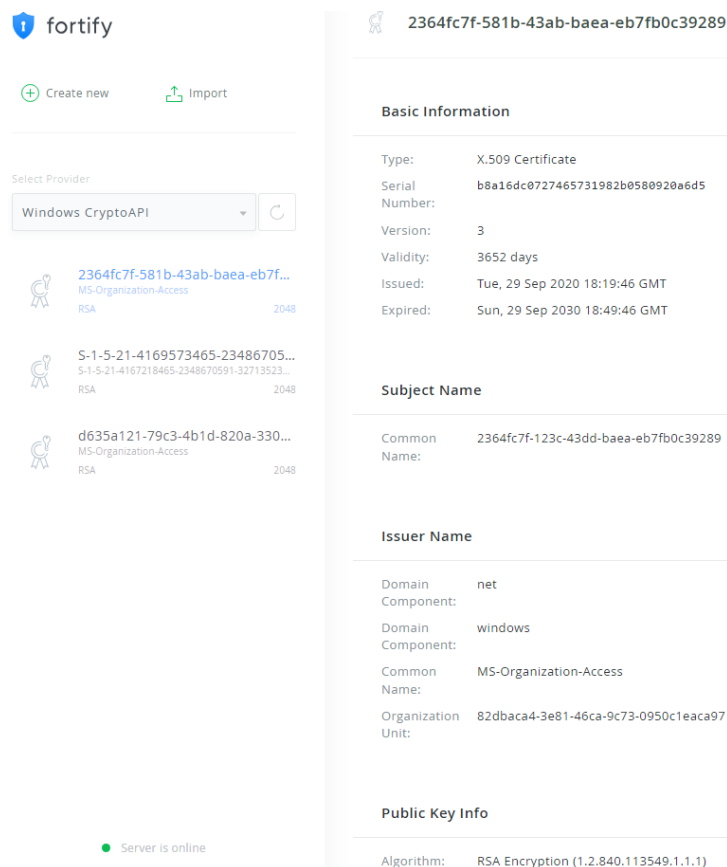 fortify
Create new
Import
Select Provider
Windows CryptoAPI
2364fc7f-581b-43ab-baea-eb7f...
MS-Organization-Access
RSA 2048
S-1-5-21-4169573465-23486705...
S-1-5-21-4167218465-2348670591-32713523...
RSA 2048
d635a121-79c3-4b1d-820a-330...
MS-Organization-Access
RSA 2048
Server is online
2364fc7f-581b-43ab-baea-eb7fb0c39289
Basic Information
Type: X.509 Certificate
Serial Number: b8a16dc0727465731982b0580920a6d5
Version: 3
Validity: 3652 days
Issued: Tue, 29 Sep 2020 18:19:46 GMT
Expired: Sun, 29 Sep 2030 18:49:46 GMT
Subject Name
Common Name: 2364fc7f-123c-43dd-baea-eb7fb0c39289
Issuer Name
Domain Component: net
Domain Component: windows
Common Name: MS-Organization-Access
Organization Unit: 82dbaca4-3e81-46ca-9c73-0950c1eaca97
Public Key Info
Algorithm: RSA Encryption (1.2.840.113549.1.1.1)